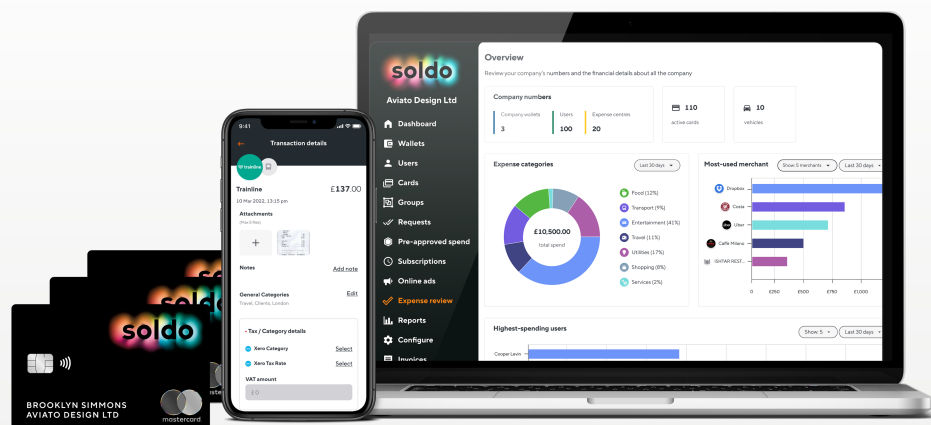 soldo
BROOKLYN SIMMONS
AVIATO DESIGN LTD
mastercard
9:41
Transaction details
trainline
Trainline
£137.00
10 Mar 2022, 13:15 pm
Attachments
+
Notes
Add note
General Categories
Edit
Travel, Clients, London
- Tax / Category details
Xero Category
Select
Xero Tax Rate
Select
VAT amount
£0
soldo
Aviato Design Ltd
Dashboard
Wallets
Users
Cards
Groups
Requests
Pre-approved spend
Subscriptions
Online ads
Expense review
Reports
Configure
Invoices
Overview
Review your company's numbers and the financial details about all the company
Company numbers
Company wallets
3
Users
100
Expense centres
20
110
active cards
10
vehicles
Expense categories
Last 30 days
£10,500.00
total spend
Food (12%)
Transport (9%)
Entertainment (41%)
Travel (11%)
Utilities (17%)
Shopping (8%)
Services (2%)
Most-used merchant
Show: 5 merchants
Last 30 days
Dropbox
Costa
Uber
Caffè Milano
ISHTAR REST...
0
£250
£500
£750
£1,000
Highest-spending users
Show: 5
Last 30 days
Cooper Levin